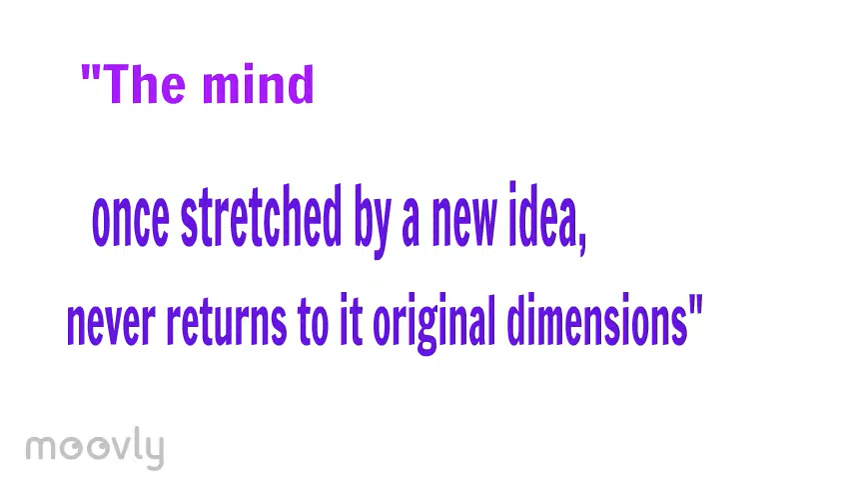 "The mind
once stretched by a new idea,
never returns to it original dimensions"
moovly